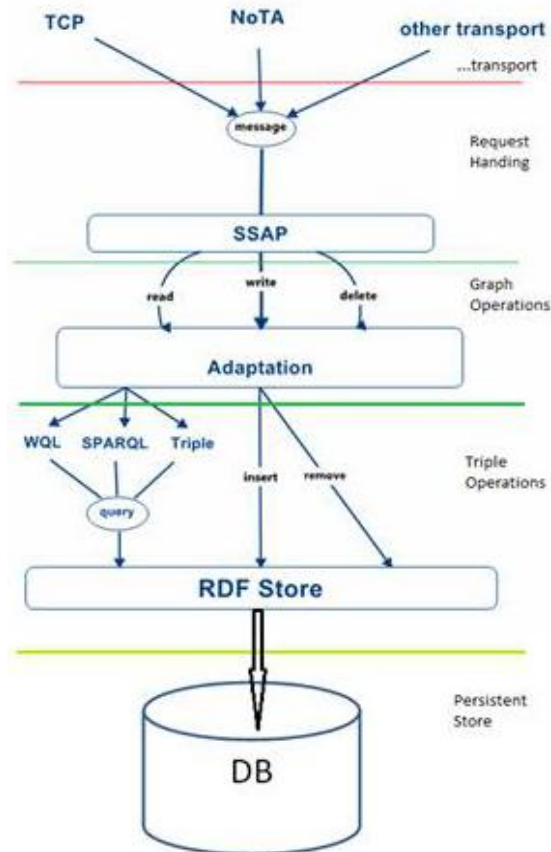 TCP
NoTA
other transport
...transport
message
Request
Handing
SSAP
read
write
delete
Graph
Operations
Adaptation
WQL
SPARQL
Triple
query
insert
remove
Triple
Operations
RDF Store
Persistent
Store
DB